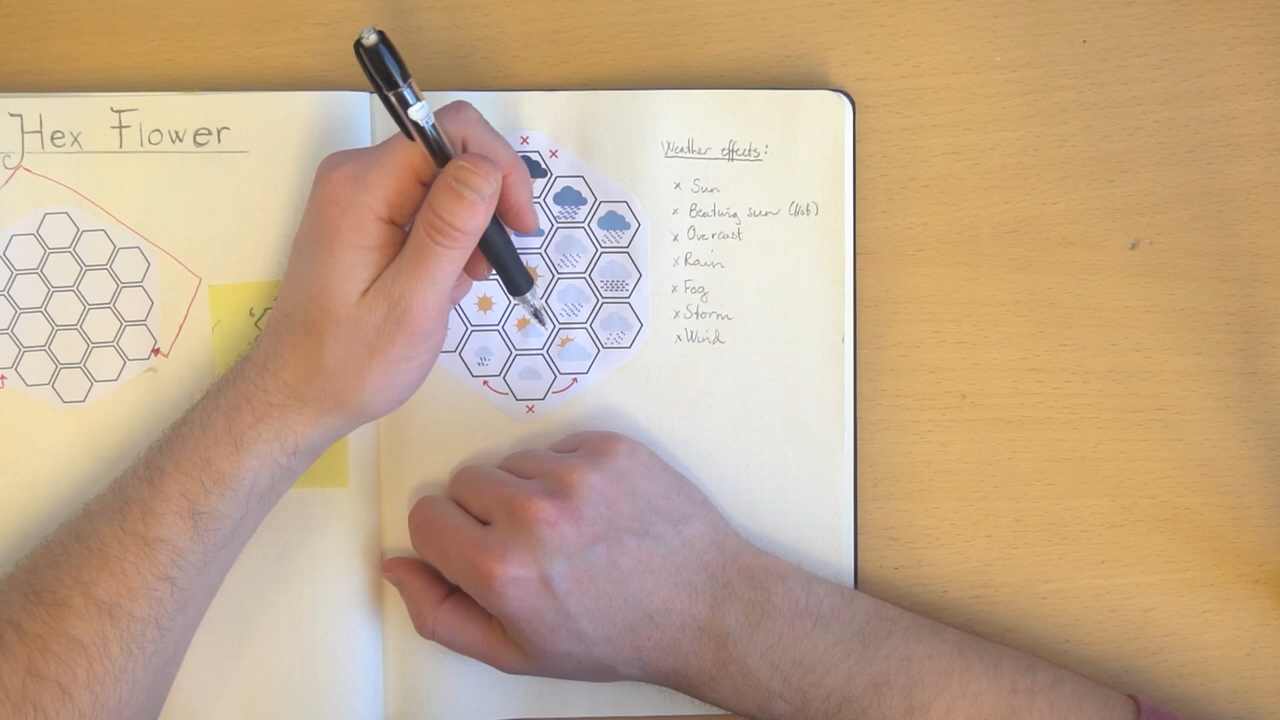 Hex Flower
Weather effects:
x Sun
x Beating sun (Hot)
x Overcast
x Rain
x Fog
x Storm
x Wind